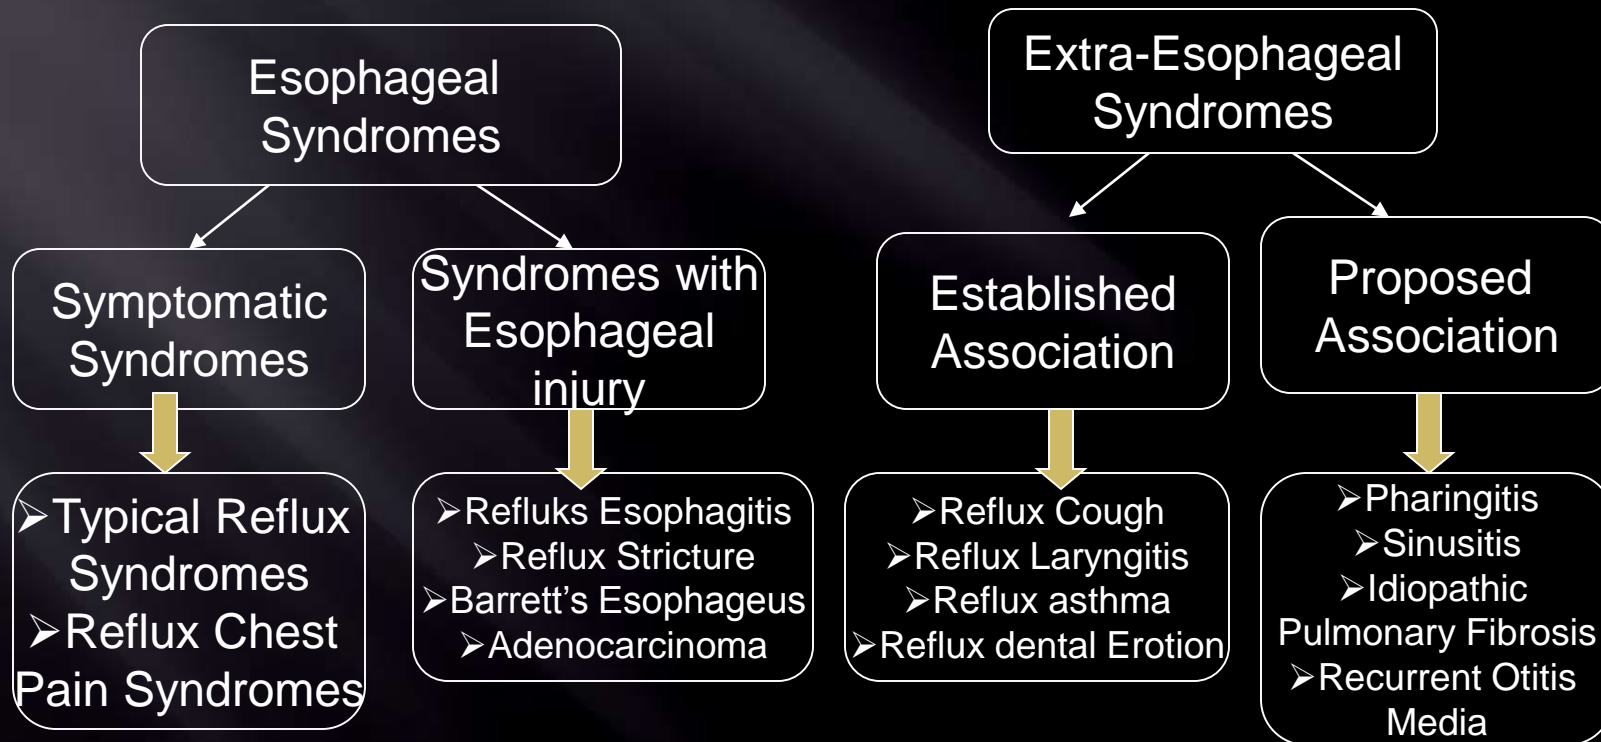 Esophageal
Syndromes
Extra-Esophageal
Syndromes
Symptomatic
Syndromes
Syndromes with
Esophageal
injury
Established
Association
Proposed
Association
➢Typical Reflux
Syndromes
➢Reflux Chest
Pain Syndromes
➢Refluks Esophagitis
➢Reflux Stricture
➢Barrett’s Esophageus
➢Adenocarcinoma
➢Reflux Cough
➢Reflux Laryngitis
➢Reflux asthma
➢Reflux dental Erotion
➢Pharingitis
➢Sinusitis
➢Idiopathic
Pulmonary Fibrosis
➢Recurrent Otitis
Media